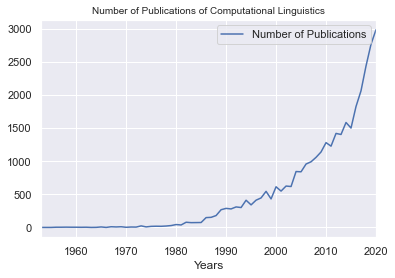 Number of Publications of Computational Linguistics
Number of Publications
3000
2500
2000
1500
1000
500
0
1960 1970 1980 1990 2000 2010 2020
Years